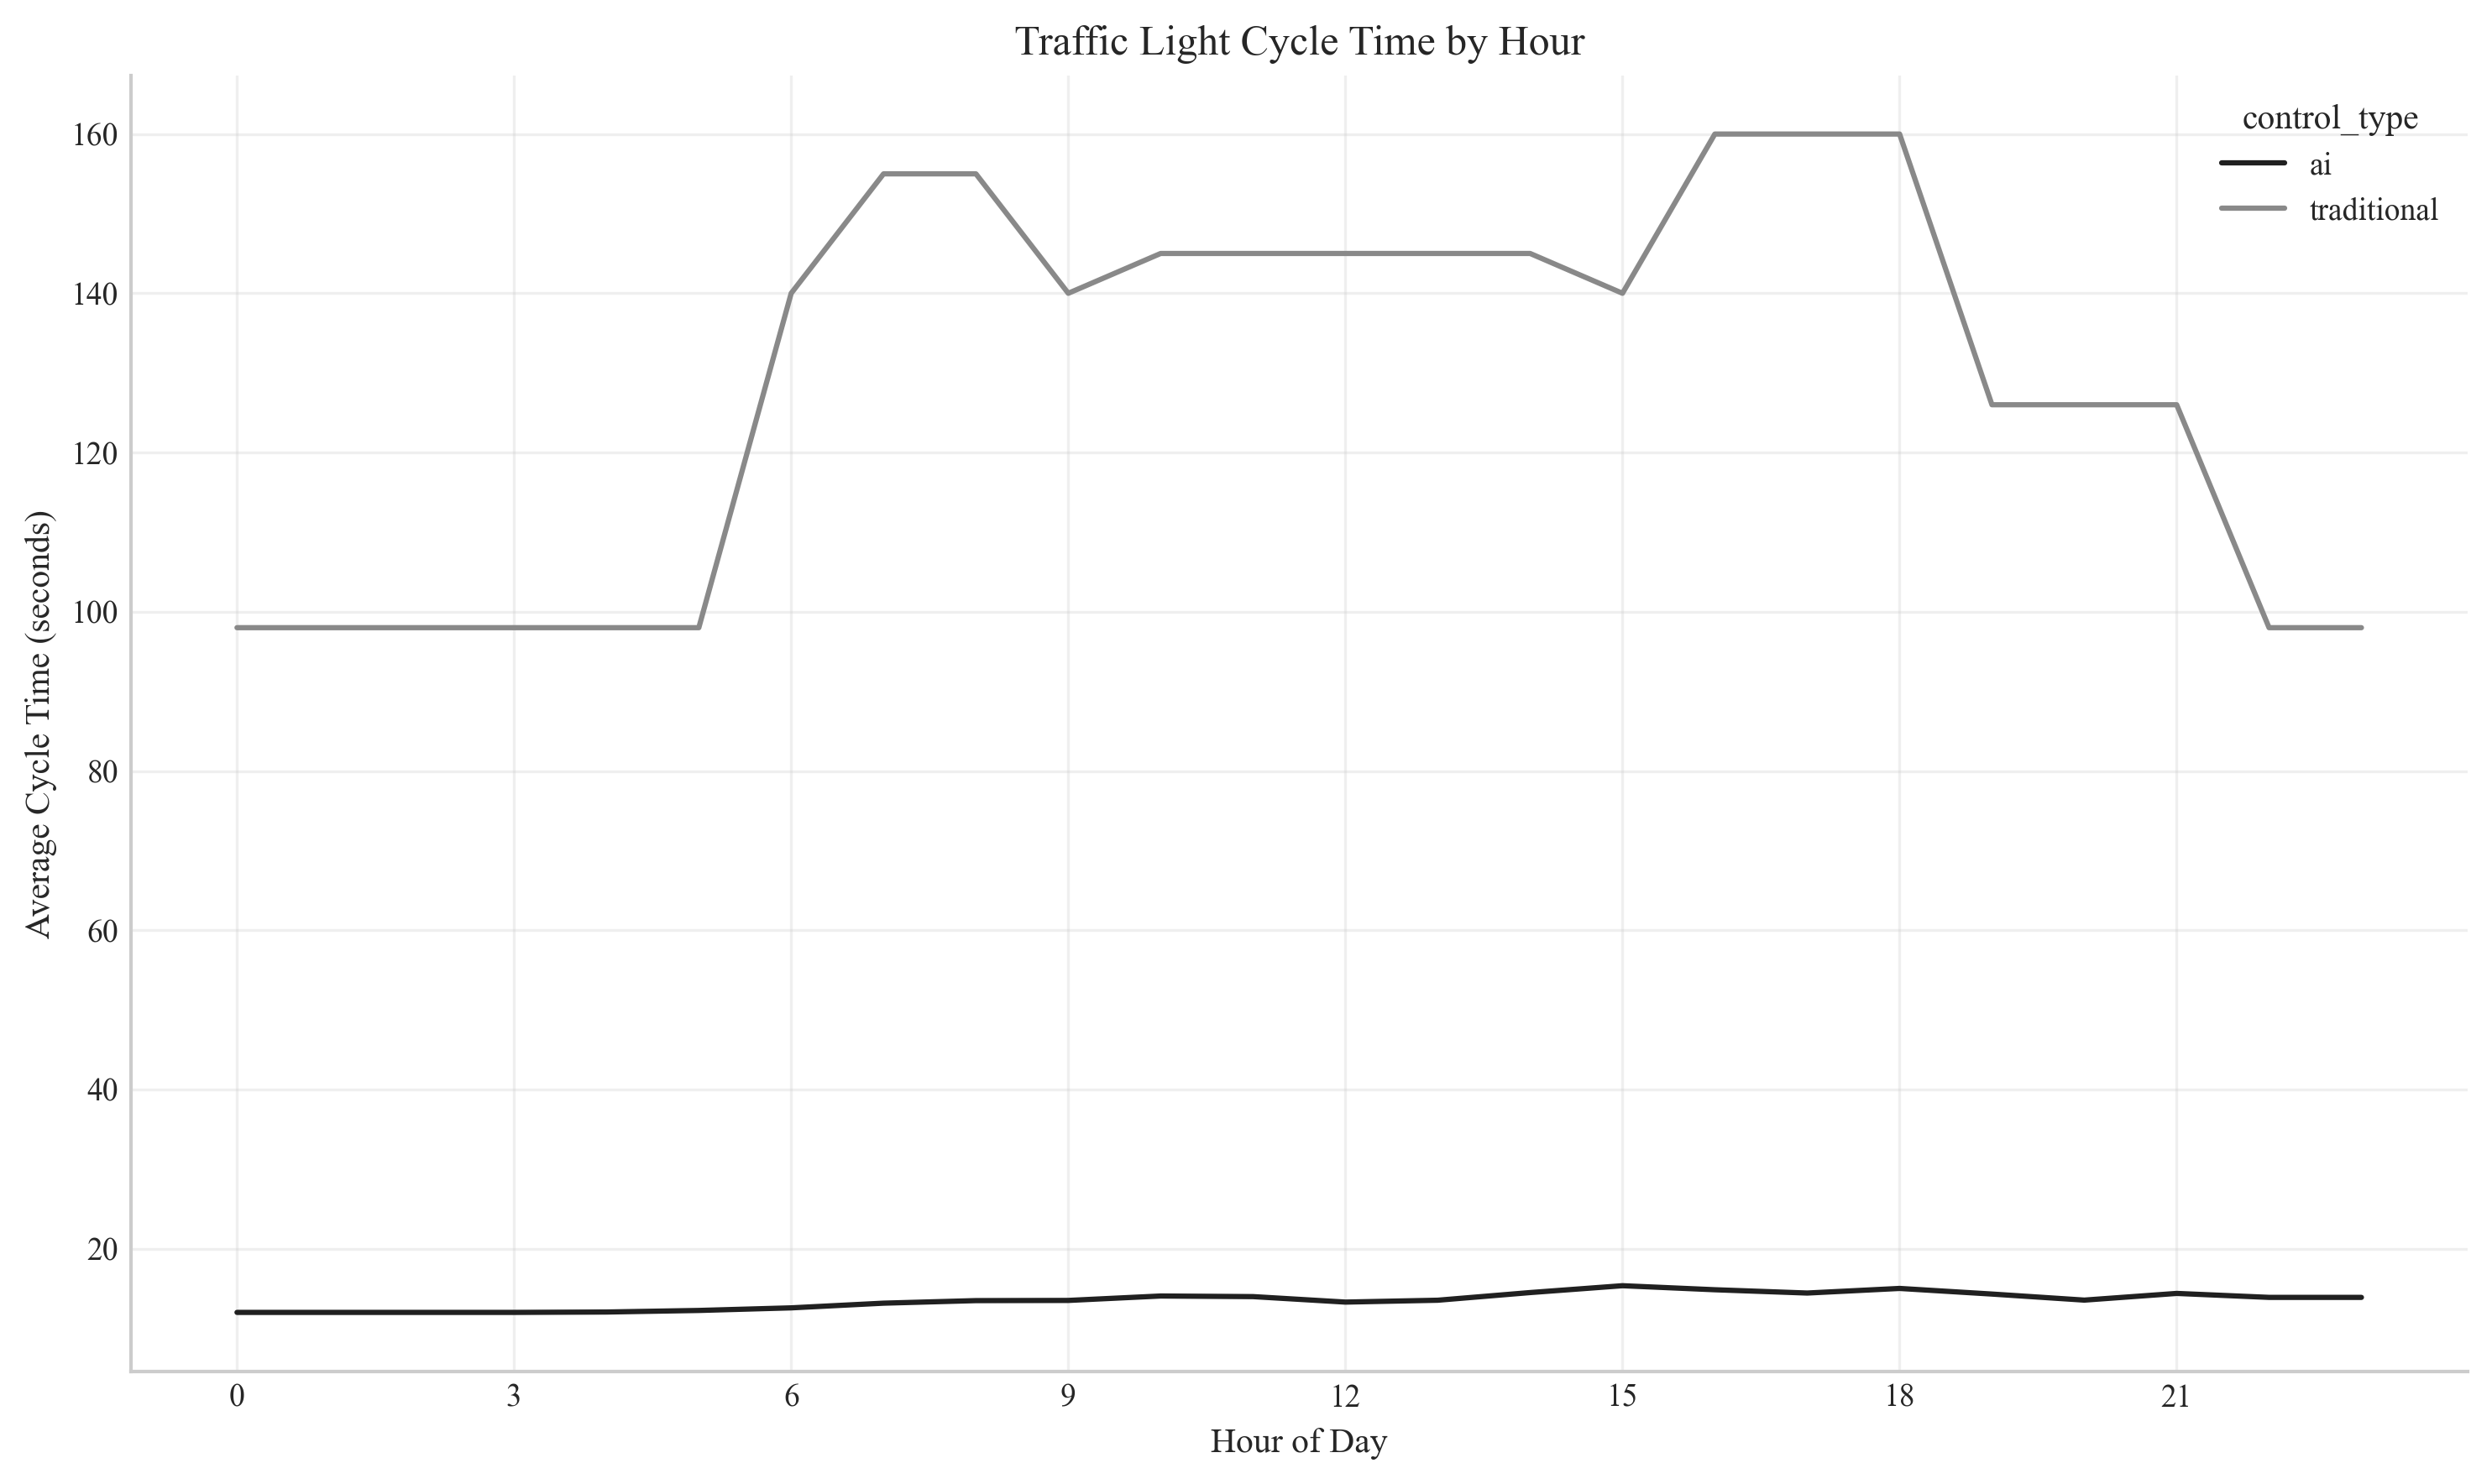 Traffic Light Cycle Time by Hour
control_type
ai
traditional
Average Cycle Time (seconds)
160
140
120
100
80
60
40
20
0 3 6 9 12 15 18 21
Hour of Day